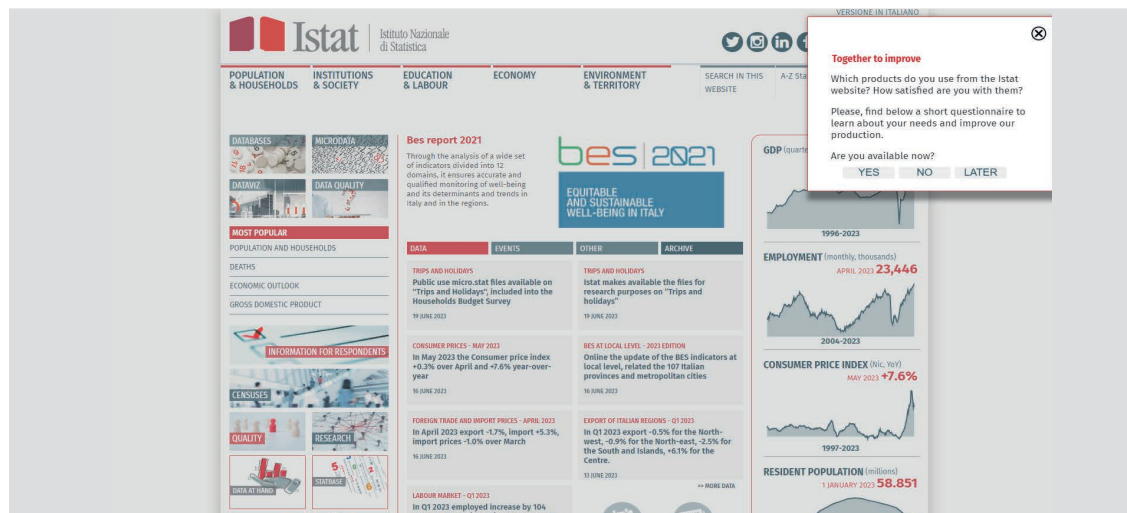 VERSIONE IN ITALIANO
Istat
Istituto Nazionale
di Statistica
POPULATION
& HOUSEHOLDS
INSTITUTIONS
& SOCIETY
EDUCATION
& LABOUR
ECONOMY
ENVIRONMENT
& TERRITORY
SEARCH IN THIS
WEBSITE
A-Z Sta
Together to improve
Which products do you use from the Istat
website? How satisfied are you with them?
Please, find below a short questionnaire to
learn about your needs and improve our
production.
Are you available now?
YES NO LATER
DATABASES
MICRODATA
DATAVIZ
DATA QUALITY
MOST POPULAR
POPULATION AND HOUSEHOLDS
DEATHS
ECONOMIC OUTLOOK
GROSS DOMESTIC PRODUCT
INFORMATION FOR RESPONDENTS
CENSUSES
QUALITY
RESEARCH
DATA AT HAND
STATBASE
Bes report 2021
Through the analysis of a wide set
of indicators divided into 12
domains, it ensures accurate and
qualified monitoring of well-being
and its determinants and trends in
Italy and in the regions.
bes 2021
EQUITABLE
AND SUSTAINABLE
WELL-BEING IN ITALY
DATA
EVENTS
OTHER
ARCHIVE
TRIPS AND HOLIDAYS
Public use micro.stat files available on
"Trips and Holidays", included into the
Households Budget Survey
19 JUNE 2023
TRIPS AND HOLIDAYS
Istat makes available the files for
research purposes on "Trips and
holidays"
19 JUNE 2023
CONSUMER PRICES - MAY 2023
In May 2023 the Consumer price index
+0.3% over April and +7.6% year-over-
year
16 JUNE 2023
BES AT LOCAL LEVEL - 2023 EDITION
Online the update of the BES indicators at
local level, related the 107 Italian
provinces and metropolitan cities
16 JUNE 2023
FOREIGN TRADE AND IMPORT PRICES - APRIL 2023
In April 2023 export -1.7%, import +5.3%,
import prices -1.0% over March
16 JUNE 2023
EXPORT OF ITALIAN REGIONS - Q1 2023
In Q1 2023 export -0.5% for the North-
west, -0.9% for the North-east, -2.5% for
the South and Islands, +6.1% for the
Centre.
13 JUNE 2023
>> MORE DATA
LABOUR MARKET - Q1 2023
In Q1 2023 employed increase by 104
GDP (quarte
1996-2023
EMPLOYMENT (monthly, thousands)
APRIL 2023 23,446
2004-2023
CONSUMER PRICE INDEX (Nic, YoY)
MAY 2023 +7.6%
1997-2023
RESIDENT POPULATION (millions)
1 JANUARY 2023 58.851